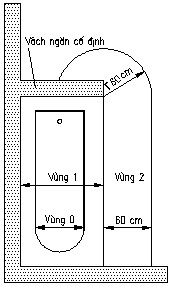 Vách ngăn cố định
r 60 cm
Vùng 1
Vùng 2
Vùng 0
60 cm